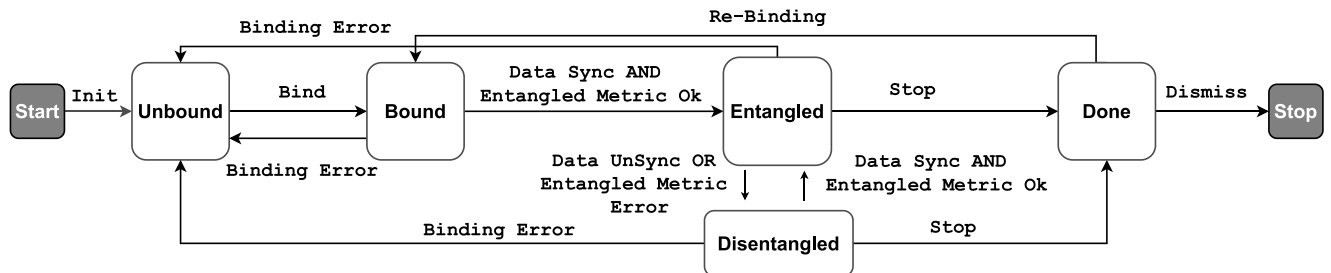 Re-Binding
Binding Error
Start
Init
Unbound
Bind
Bound
Data Sync AND
Entangled Metric Ok
Entangled
Stop
Done
Dismiss
Stop
Binding Error
Data UnSync OR
Entangled Metric
Error
Data Sync AND
Entangled Metric Ok
Binding Error
Disentangled
Stop